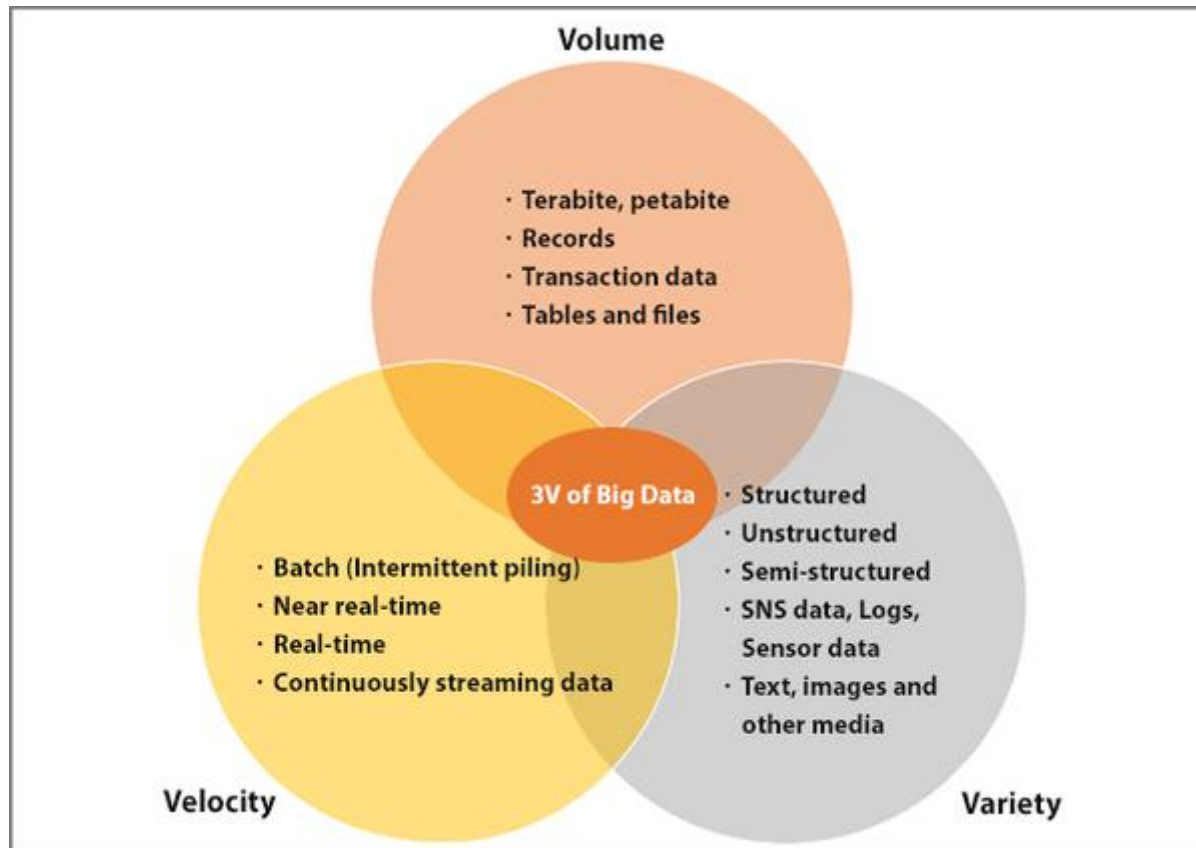 Volume
· Terabite, petabite
· Records
· Transaction data
· Tables and files
3V of Big Data
· Batch (Intermittent piling)
· Near real-time
· Real-time
· Continuously streaming data
· Structured
· Unstructured
· Semi-structured
· SNS data, Logs,
Sensor data
· Text, images and
other media
Velocity
Variety